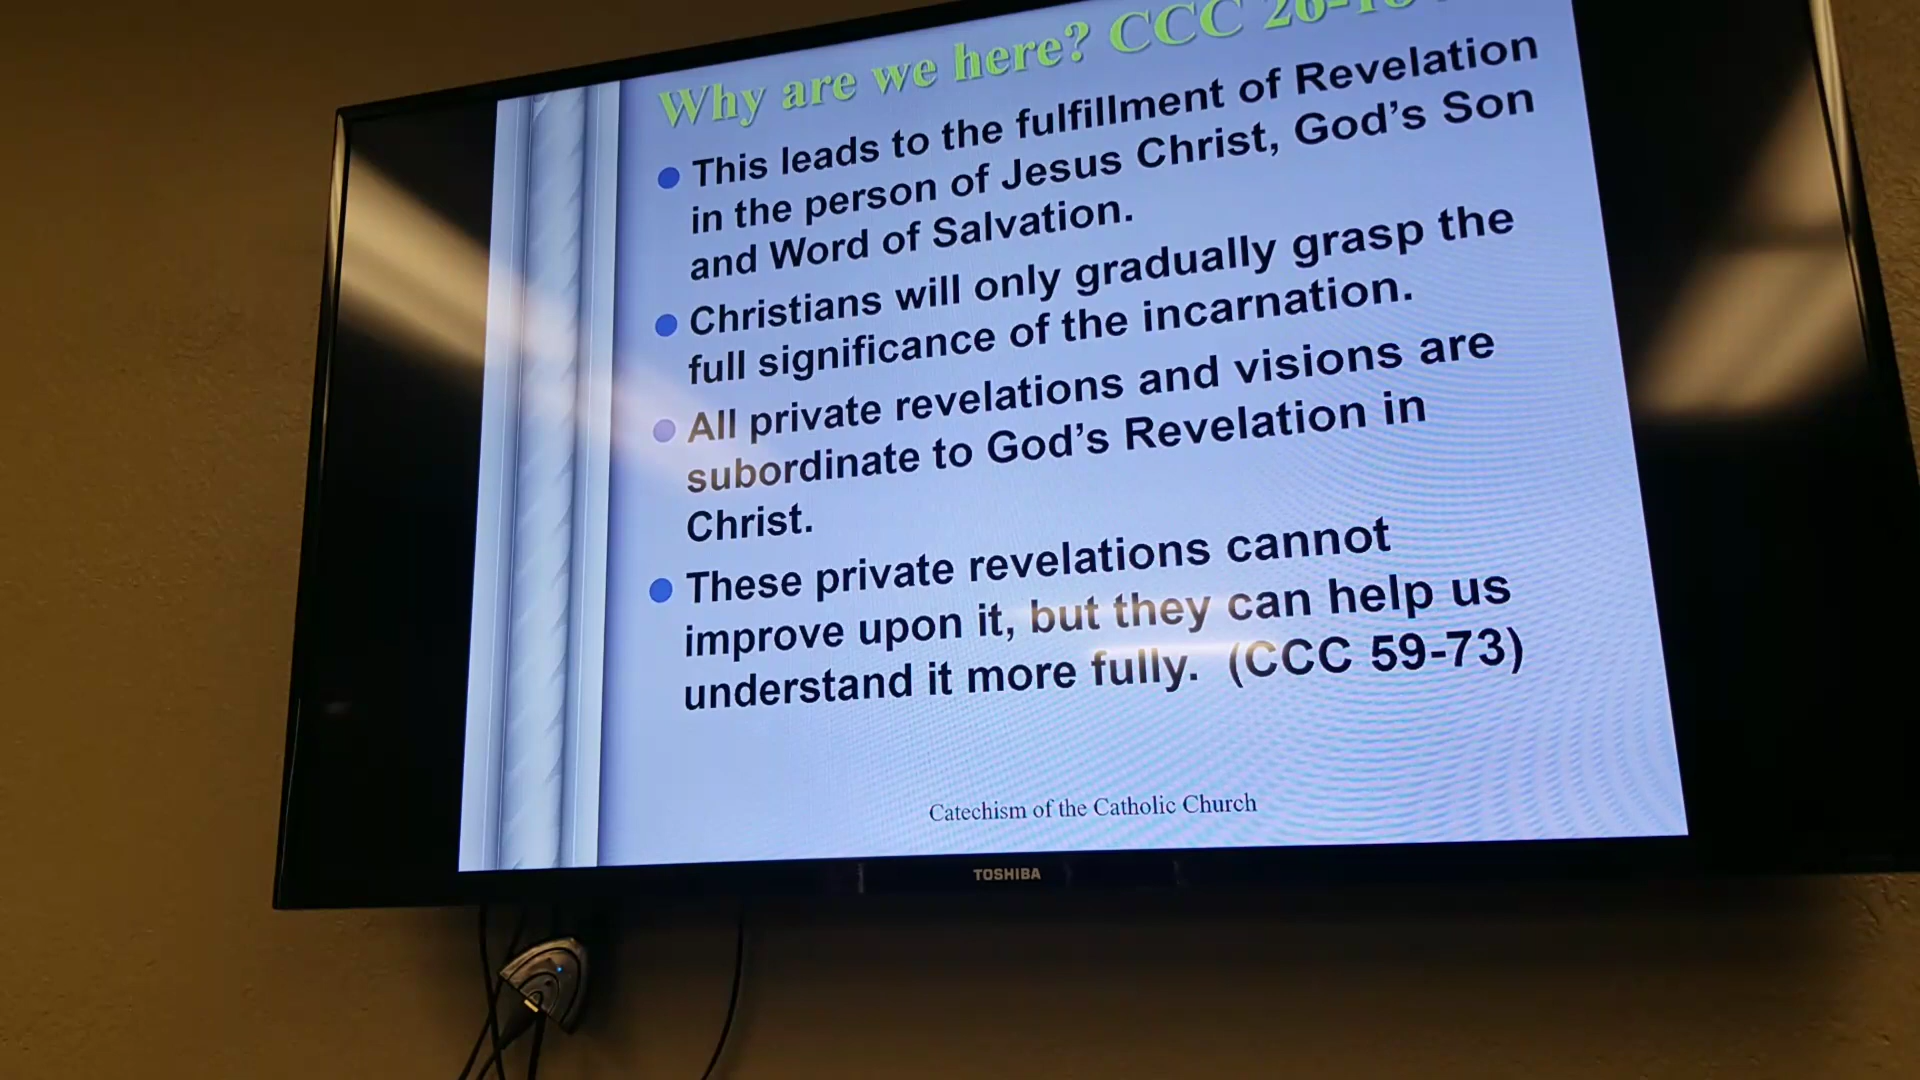 Why are we here? CCC
This leads to the fulfillment of Revelation
in the person of Jesus Christ, God’s Son
and Word of Salvation.
Christians will only gradually grasp the
full significance of the incarnation.
All private revelations and visions are
subordinate to God’s Revelation in
Christ.
These private revelations cannot
improve upon it, but they can help us
understand it more fully. (CCC 59-73)
Catechism of the Catholic Church
TOSHIBA